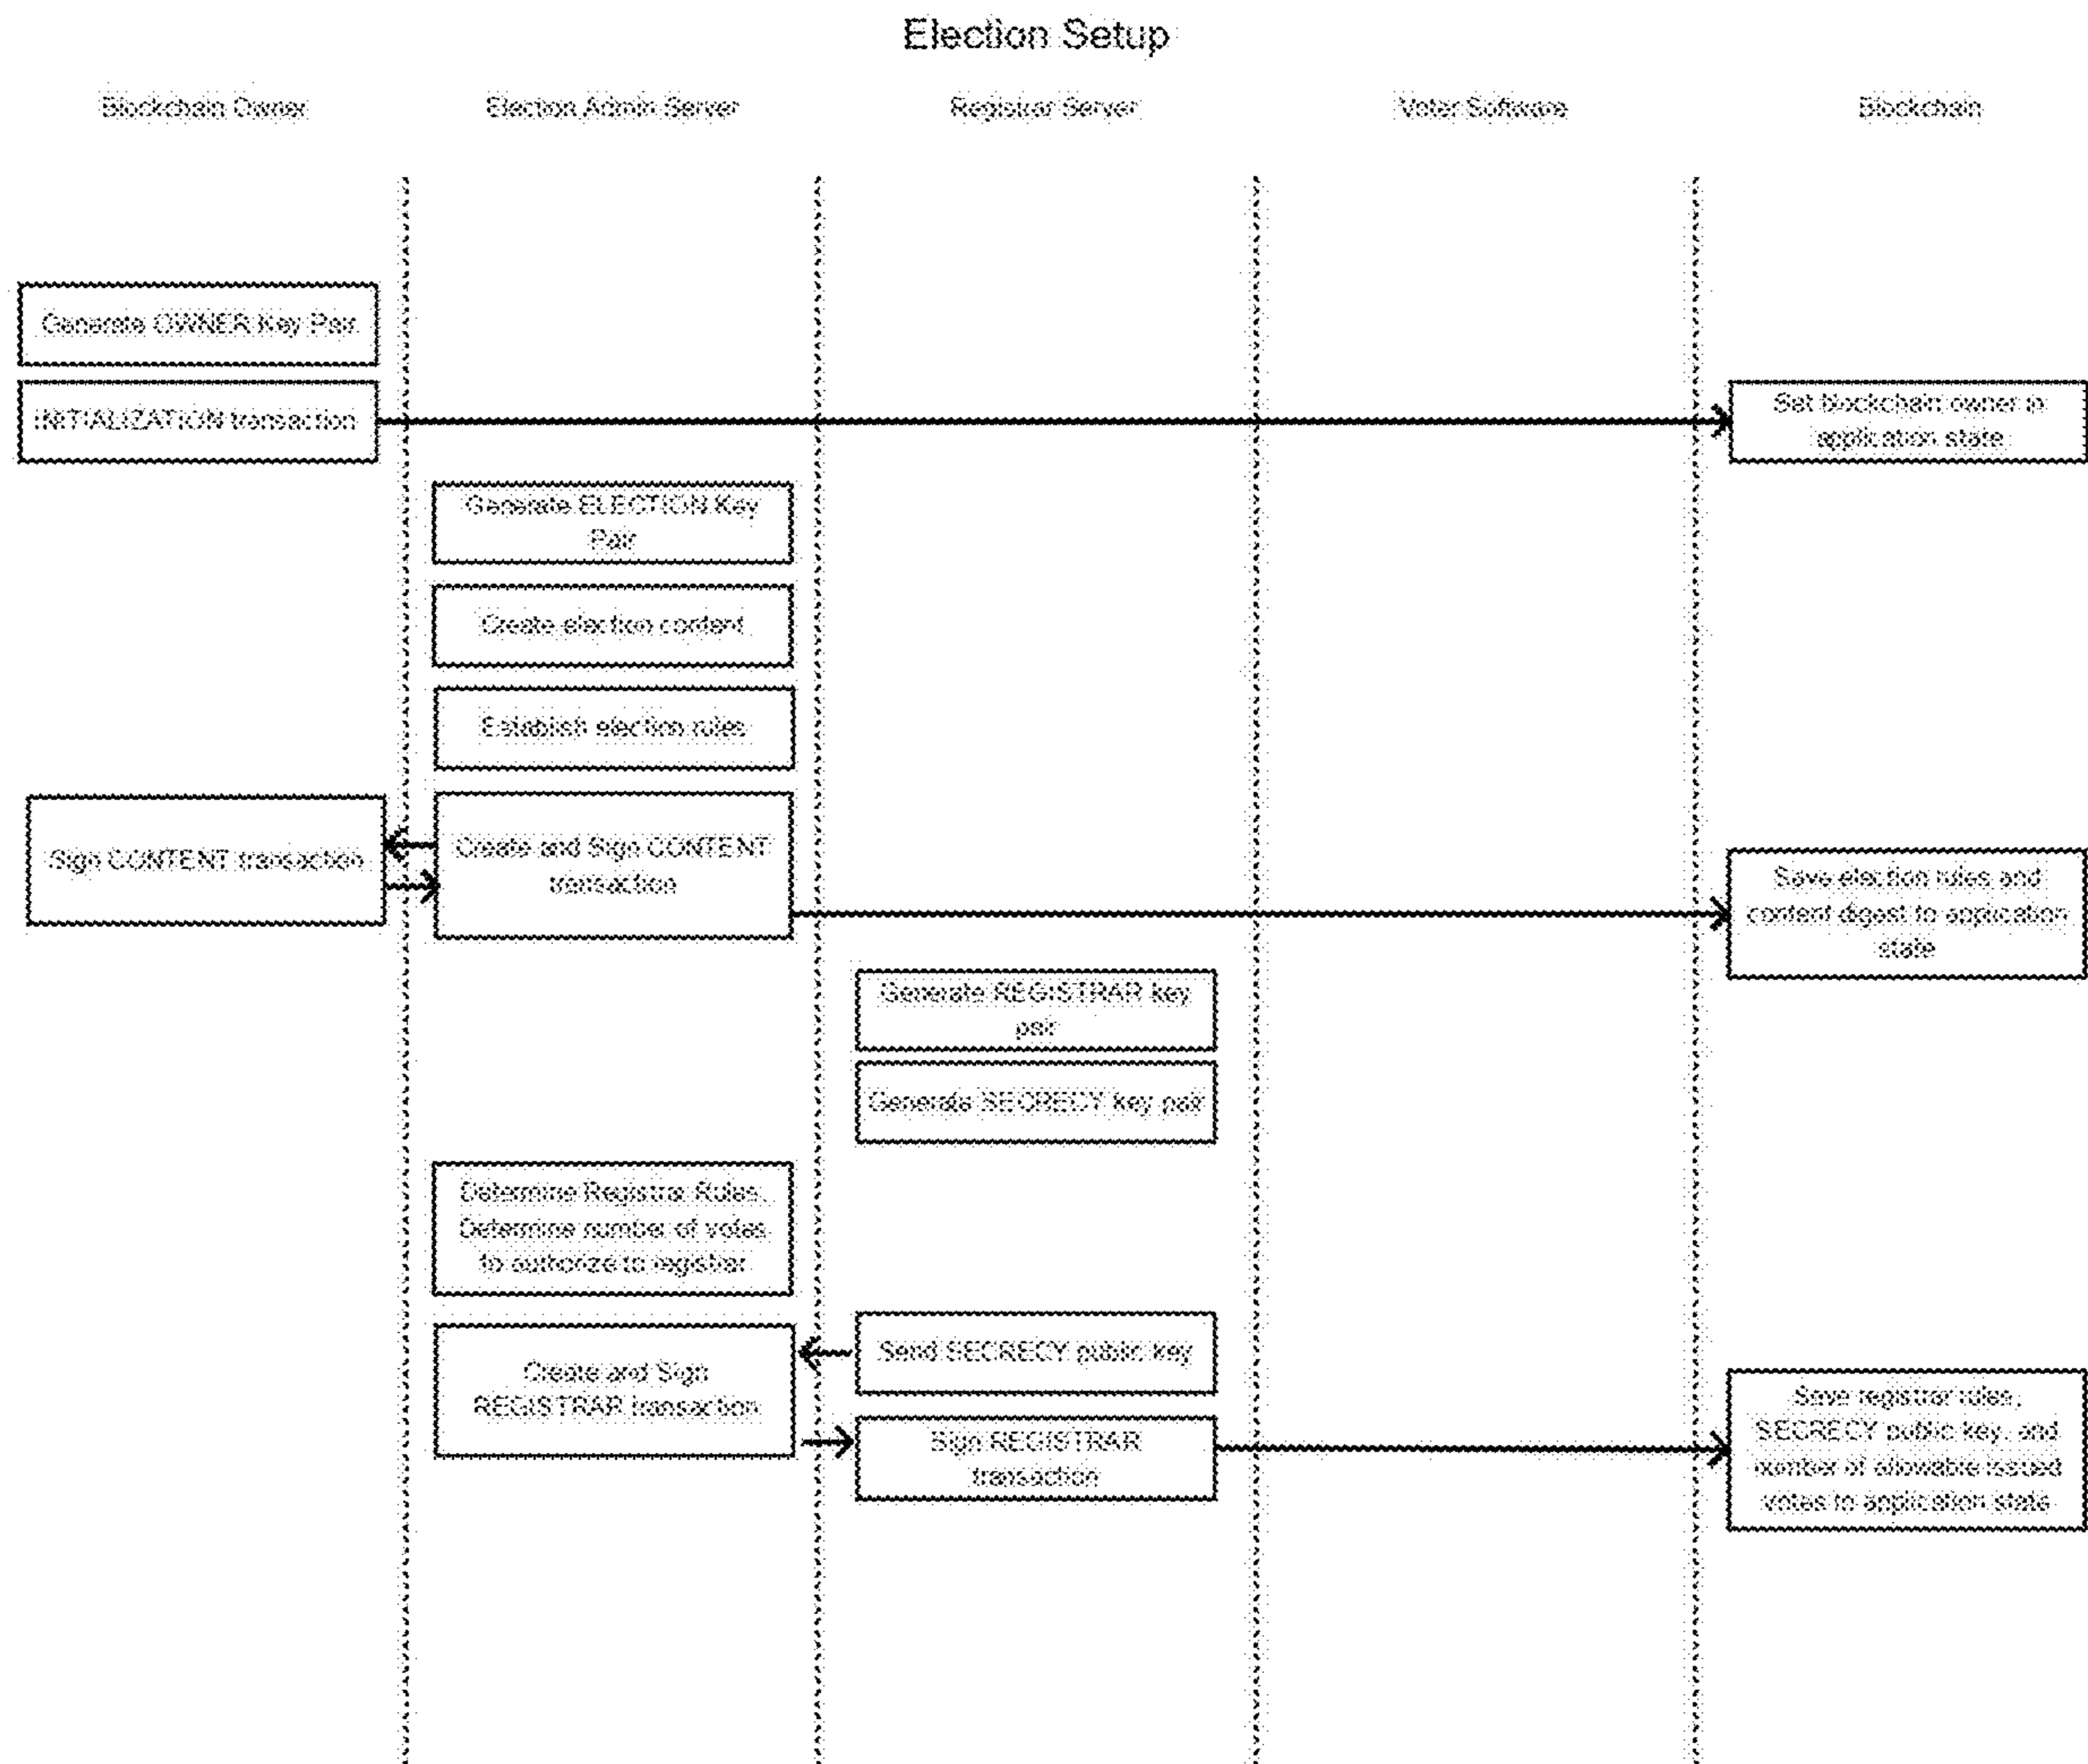 Election Setup
Blockchain Owner
Election Admin Server
Registrar Server
Voter Software
Blockchain
Generate OWNER Key Pair
INITIALIZATION transaction
Set blockchain owner in
application state
Generate ELECTION Key
Pair
Create election content
Establish election rules
Sign CONTENT transaction
Create and Sign CONTENT
transaction
Save election rules and
content digest to application
state
Generate REGISTRAR key
pair
Generate SECRECY key pair
Determine Registrar Rules.
Determine number of votes
to authorize to registrar
Send SECRECY public key
Create and Sign
REGISTRAR transaction
Sign REGISTRAR
transaction
Save registrar rules,
SECRECY public key, and
number of allowable issued
votes to application state